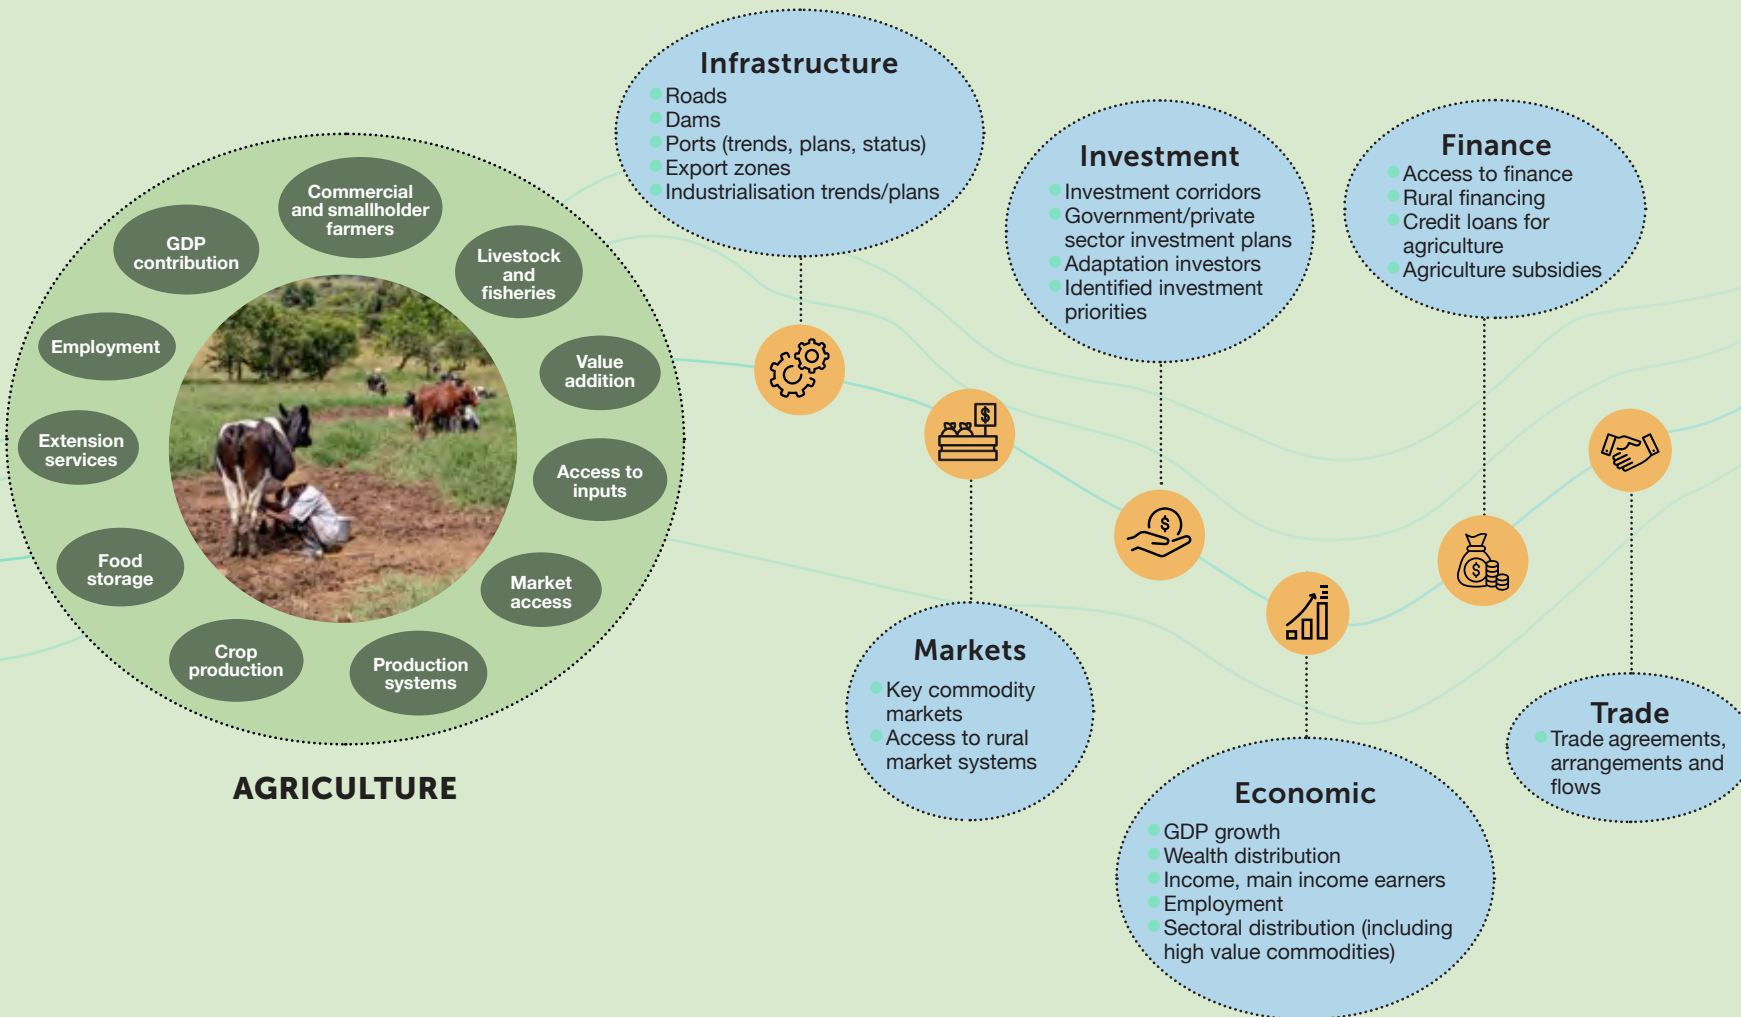 Commercial
and smallholder
farmers
GDP
contribution
Livestock
and
fisheries
Employment
Value
addition
Extension
services
Access to
inputs
Food
storage
Market
access
Crop
production
Production
systems
AGRICULTURE
Infrastructure
Roads
Dams
Ports (trends, plans, status)
Export zones
Industrialisation trends/plans
Markets
Key commodity
markets
Access to rural
market systems
Investment
Investment corridors
Government/private
sector investment plans
Adaptation investors
Identified investment
priorities
Economic
GDP growth
Wealth distribution
Income, main income earners
Employment
Sectoral distribution (including
high value commodities)
Finance
Access to finance
Rural financing
Credit loans for
agriculture
Agriculture subsidies
Trade
Trade agreements,
arrangements and
flows
$
$
$